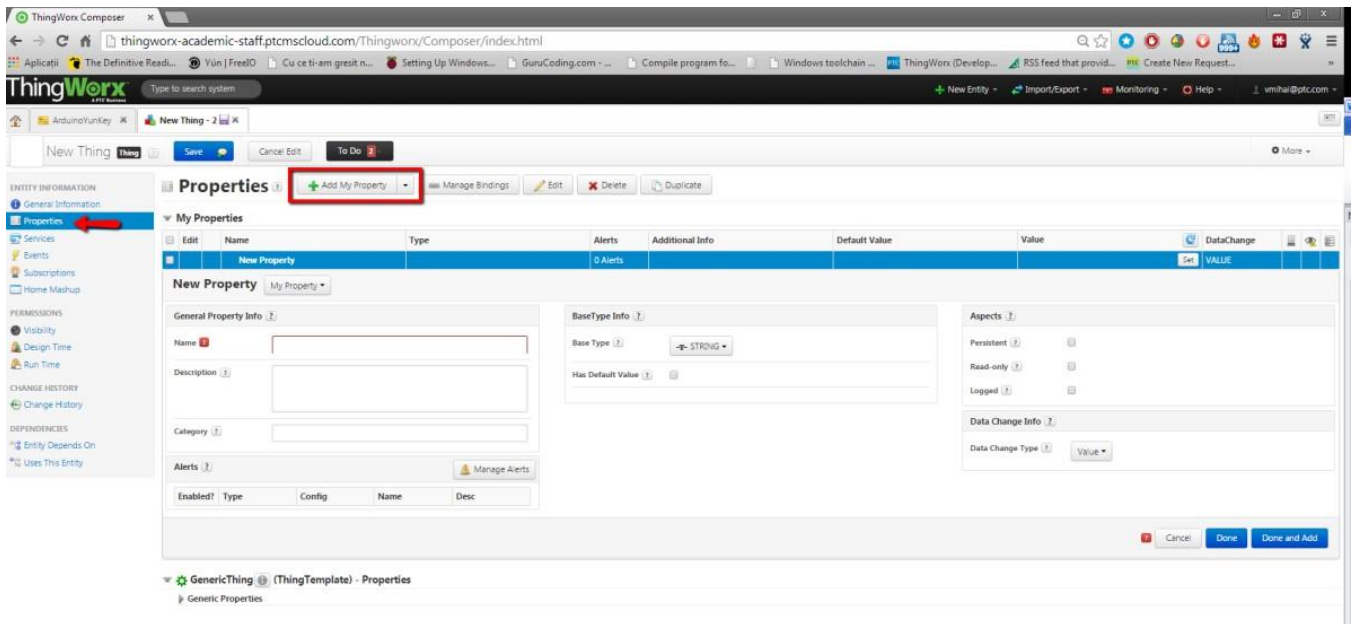 ThingWorx Composer
thingworx-academic-staff.ptcmscloud.com/Thingworx/Composer/index.html
Aplicații The Definitive Readi... Yún | FreeIO Cu ce ti-am gresit n... Setting Up Windows... GuruCoding.com - ... Compile program fo... Windows toolchain ... ThingWorx (Develop... RSS feed that provid... PTC Create New Request... »
ThingWorx Type to search system New Entity Import/Export Monitoring Help vmihai@ptc.com
A PTC Business
ArduinoYunKey New Thing - 2
New Thing Thing Save Cancel Edit To Do 2 More
ENTITY INFORMATION
General Information
Properties
Services
Events
Subscriptions
Home Mashup
PERMISSIONS
Visibility
Design Time
Run Time
CHANGE HISTORY
Change History
DEPENDENCIES
Entity Depends On
Uses This Entity
Properties Add My Property Manage Bindings Edit Delete Duplicate
My Properties
Edit Name Type Alerts Additional Info Default Value Value DataChange
New Property 0 Alerts Set VALUE
New Property My Property
General Property Info ?
Name
Description ?
Category ?
Alerts ? Manage Alerts
Enabled? Type Config Name Desc
BaseType Info ?
Base Type ? STRING
Has Default Value ?
Aspects ?
Persistent ?
Read-only ?
Logged ?
Data Change Info ?
Data Change Type ? Value
Cancel Done Done and Add
GenericThing (ThingTemplate) - Properties
Generic Properties